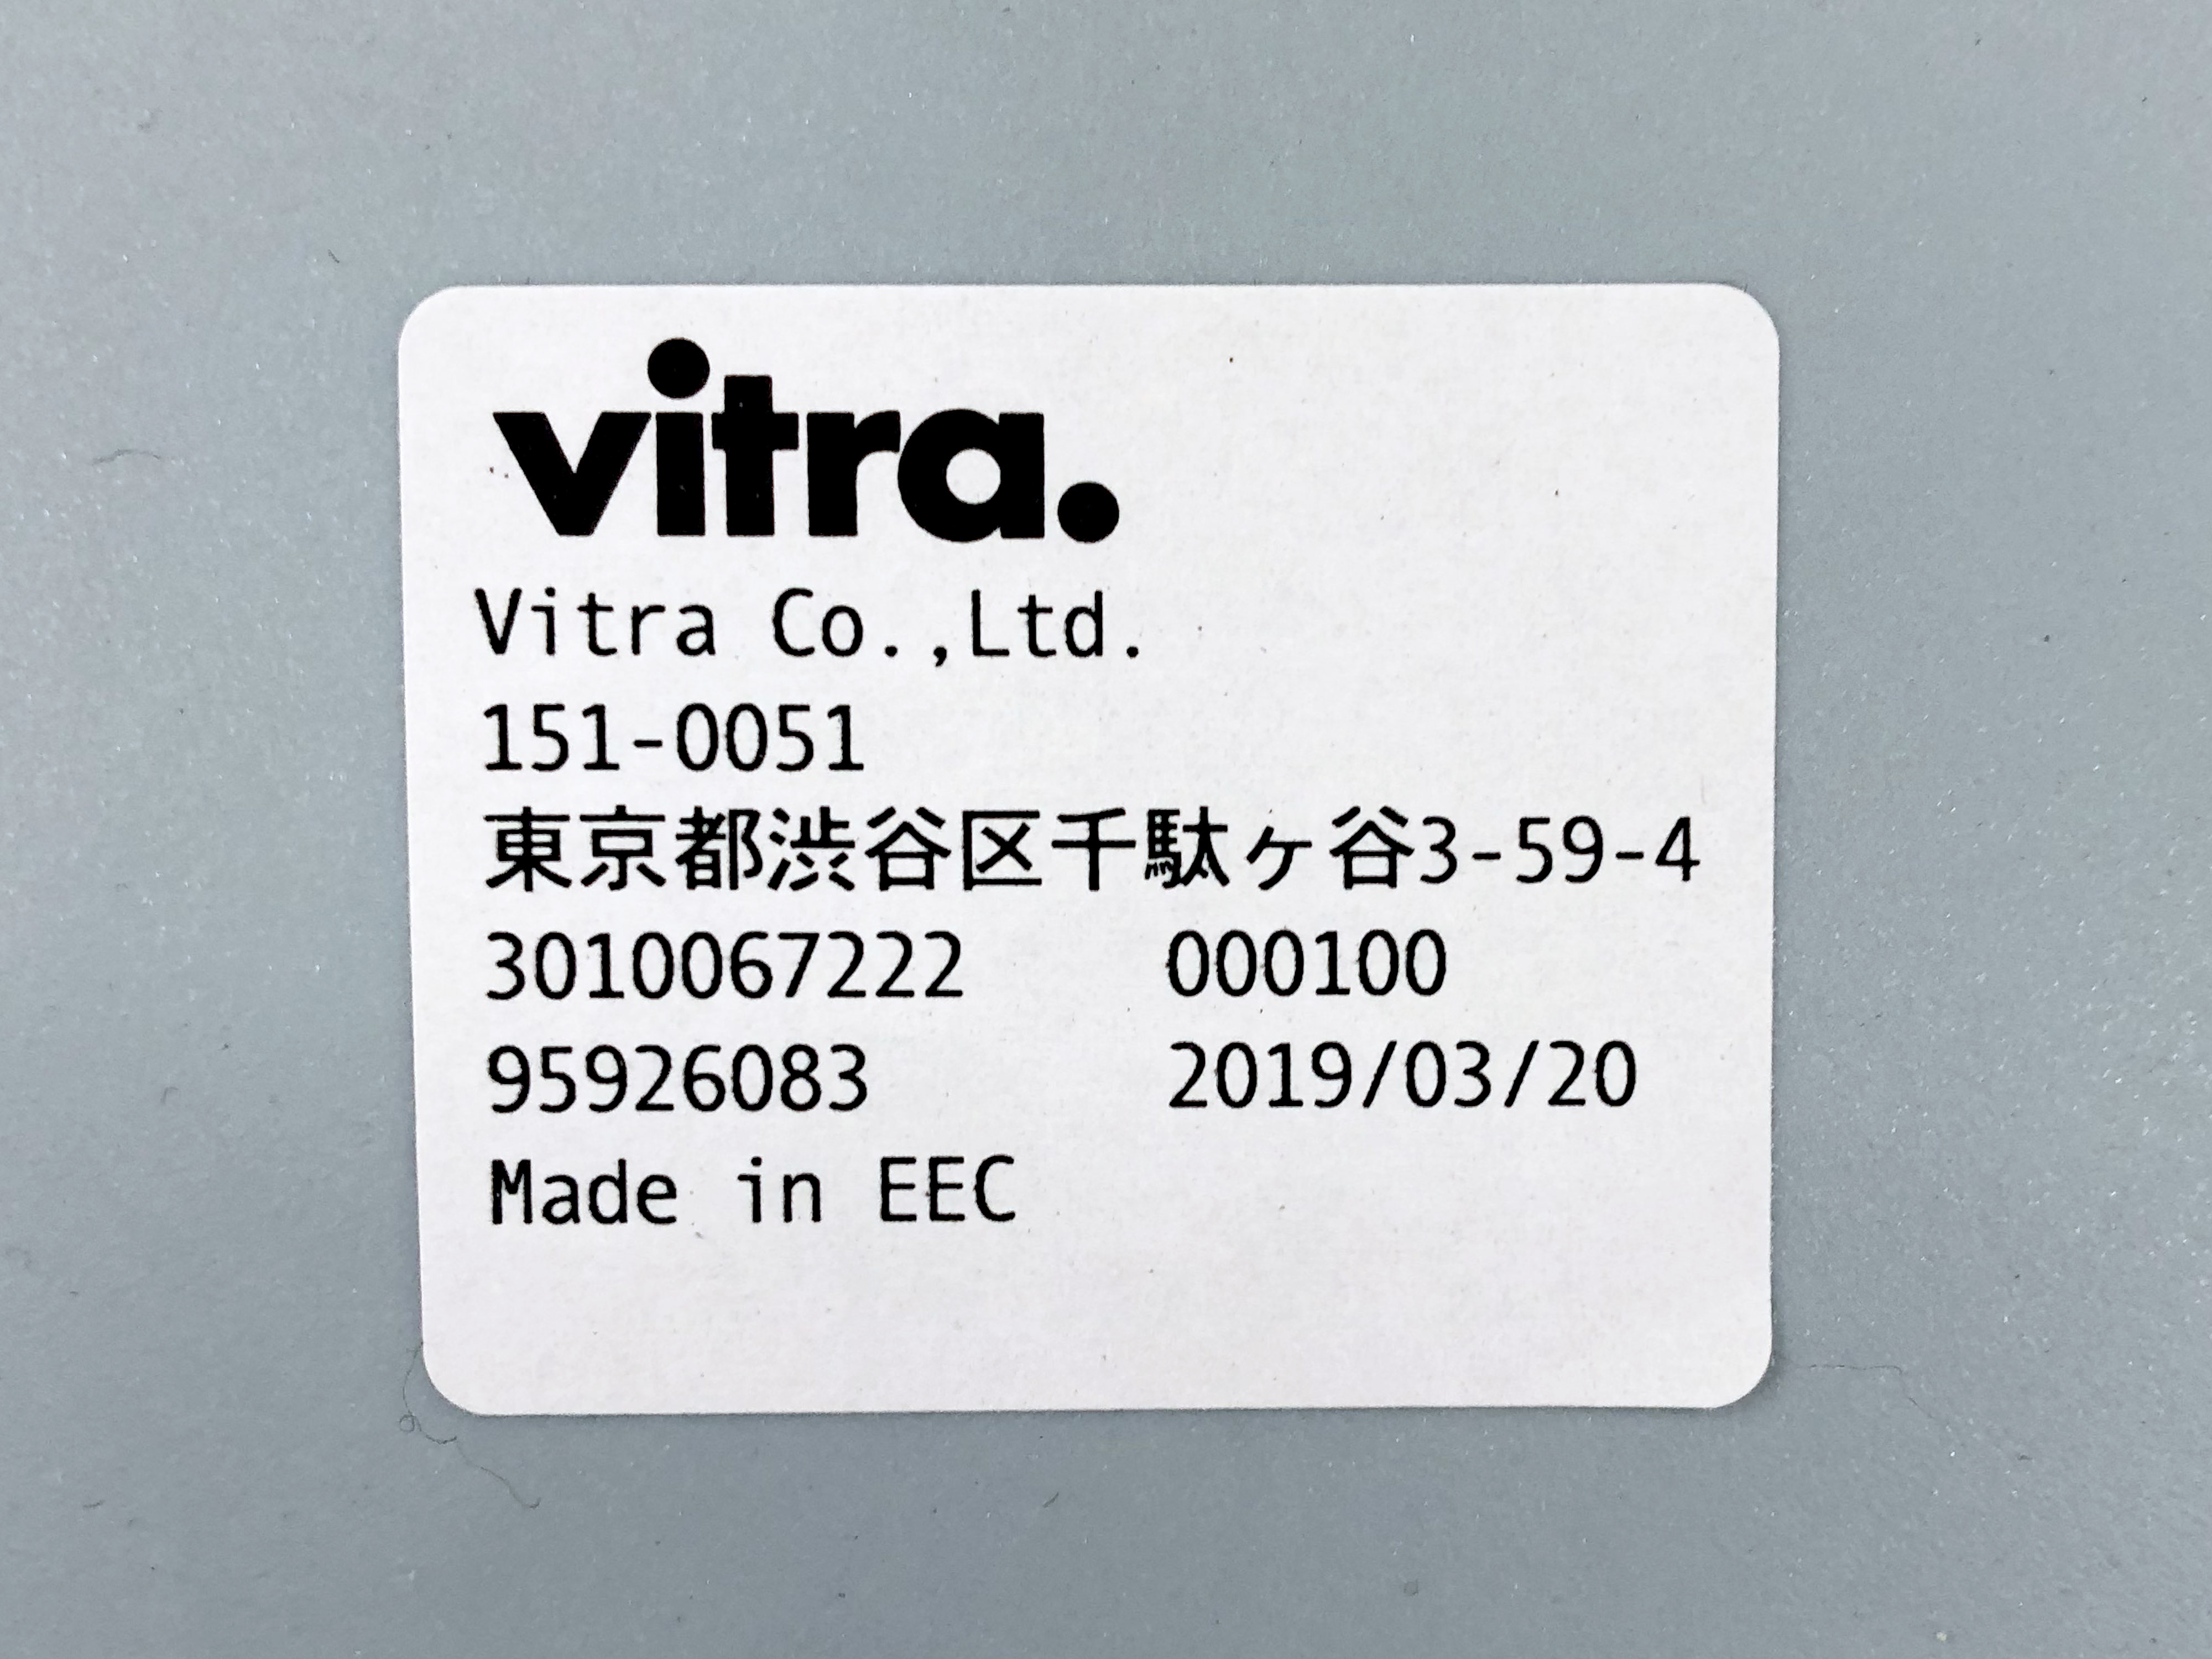 vitra.
Vitra Co.,Ltd.
151-0051
東京都渋谷区千駄ヶ谷3-59-4
3010067222 000100
95926083 2019/03/20
Made in EEC